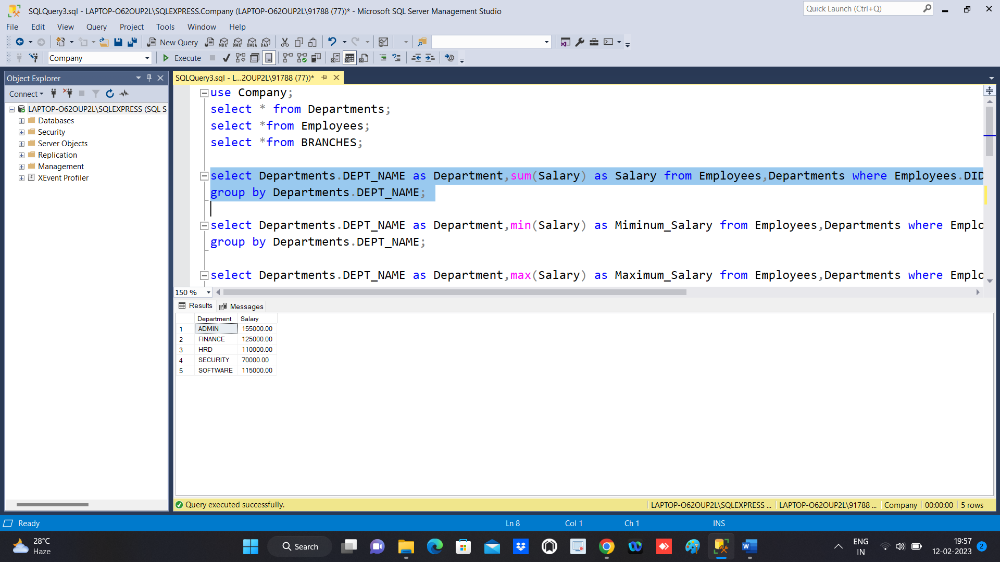 SQLQuery3.sql - LAPTOP-O62OUP2L\SQLEXPRESS.Company (LAPTOP-O62OUP2L\91788 (77))* - Microsoft SQL Server Management Studio
Quick Launch (Ctrl+Q)
File Edit View Query Project Tools Window Help
New Query MDX DMX XMLA DAX
Company Execute
Object Explorer
SQLQuery3.sql - L...2OUP2L\91788 (77))*
Connect
LAPTOP-O62OUP2L\SQLEXPRESS (SQL S
Databases
Security
Server Objects
Replication
Management
XEvent Profiler
use Company;
select * from Departments;
select *from Employees;
select *from BRANCHES;
select Departments.DEPT_NAME as Department,sum(Salary) as Salary from Employees,Departments where Employees.DID
group by Departments.DEPT_NAME;
select Departments.DEPT_NAME as Department,min(Salary) as Miminum_Salary from Employees,Departments where Emplo
group by Departments.DEPT_NAME;
select Departments.DEPT_NAME as Department,max(Salary) as Maximum_Salary from Employees,Departments where Emplo
150 %
Results Messages
Department Salary
1 ADMIN 155000.00
2 FINANCE 125000.00
3 HRD 110000.00
4 SECURITY 70000.00
5 SOFTWARE 115000.00
Query executed successfully.
LAPTOP-O62OUP2L\SQLEXPRESS ... LAPTOP-O62OUP2L\91788 ... Company 00:00:00 5 rows
Ready Ln 8 Col 1 Ch 1 INS
28°C
Haze
Search
ENG
IN
19:57
12-02-2023
2